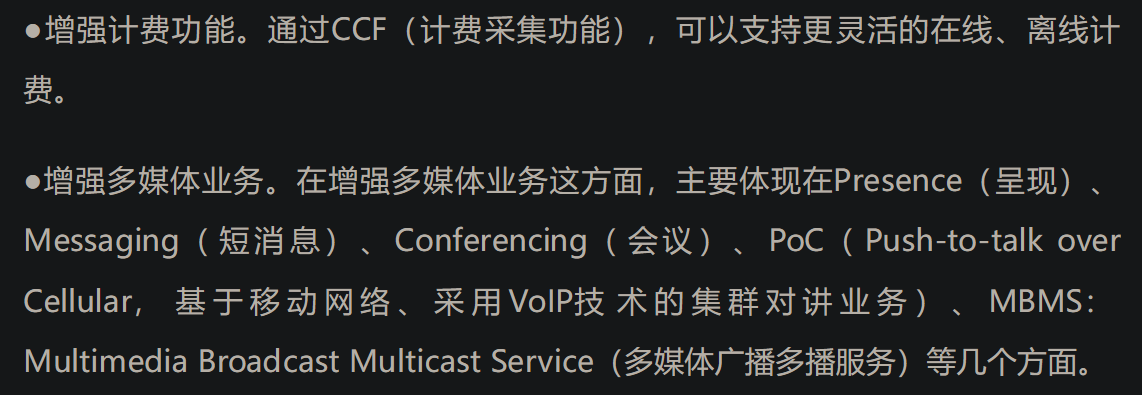 ●增强计费功能。通过CCF（计费采集功能），可以支持更灵活的在线、离线计
费。
●增强多媒体业务。在增强多媒体业务这方面，主要体现在Presence（呈现）、
Messaging（短消息）、Conferencing（会议）、PoC（Push-to-talk over
Cellular， 基于移动网络、采用VoIP技 术的集群对讲业务）、MBMS：
Multimedia Broadcast Multicast Service（多媒体广播多播服务）等几个方面。